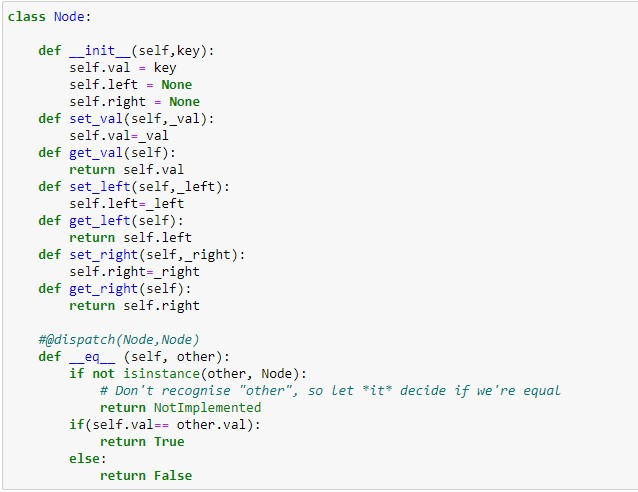 class Node:
    def __init__(self,key):
        self.val = key
        self.left = None
        self.right = None
    def set_val(self,_val):
        self.val=_val
    def get_val(self):
        return self.val
    def set_left(self,_left):
        self.left=_left
    def get_left(self):
        return self.left
    def set_right(self,_right):
        self.right=_right
    def get_right(self):
        return self.right
    #@dispatch(Node,Node)
    def __eq__ (self, other):
        if not isinstance(other, Node):
            # Don't recognise "other", so let *it* decide if we're equal
            return NotImplemented
        if(self.val== other.val):
            return True
        else:
            return False